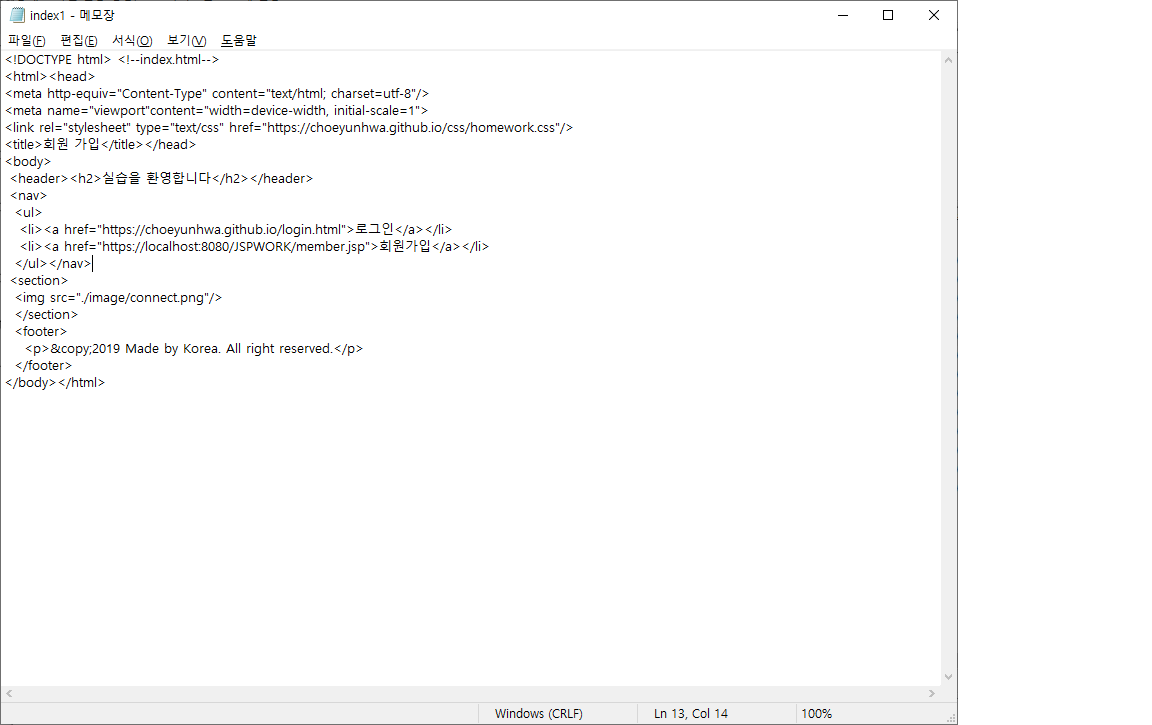 index1 - 메모장
파일(F) 편집(E) 서식(O) 보기(V) 도움말
<!DOCTYPE html> <!--index.html-->
<html><head>
<meta http-equiv="Content-Type" content="text/html; charset=utf-8"/>
<meta name="viewport"content="width=device-width, initial-scale=1">
<link rel="stylesheet" type="text/css" href="https://choeyunhwa.github.io/css/homework.css"/>
<title>회원 가입</title></head>
<body>
<header><h2>실습을 환영합니다</h2></header>
<nav>
<ul>
<li><a href="https://choeyunhwa.github.io/login.html">로그인</a></li>
<li><a href="https://localhost:8080/JSPWORK/member.jsp">회원가입</a></li>
</ul></nav>
<section>
<img src="./image/connect.png"/>
</section>
<footer>
<p>&copy;2019 Made by Korea. All right reserved.</p>
</footer>
</body></html>
Windows (CRLF) Ln 13, Col 14 100%